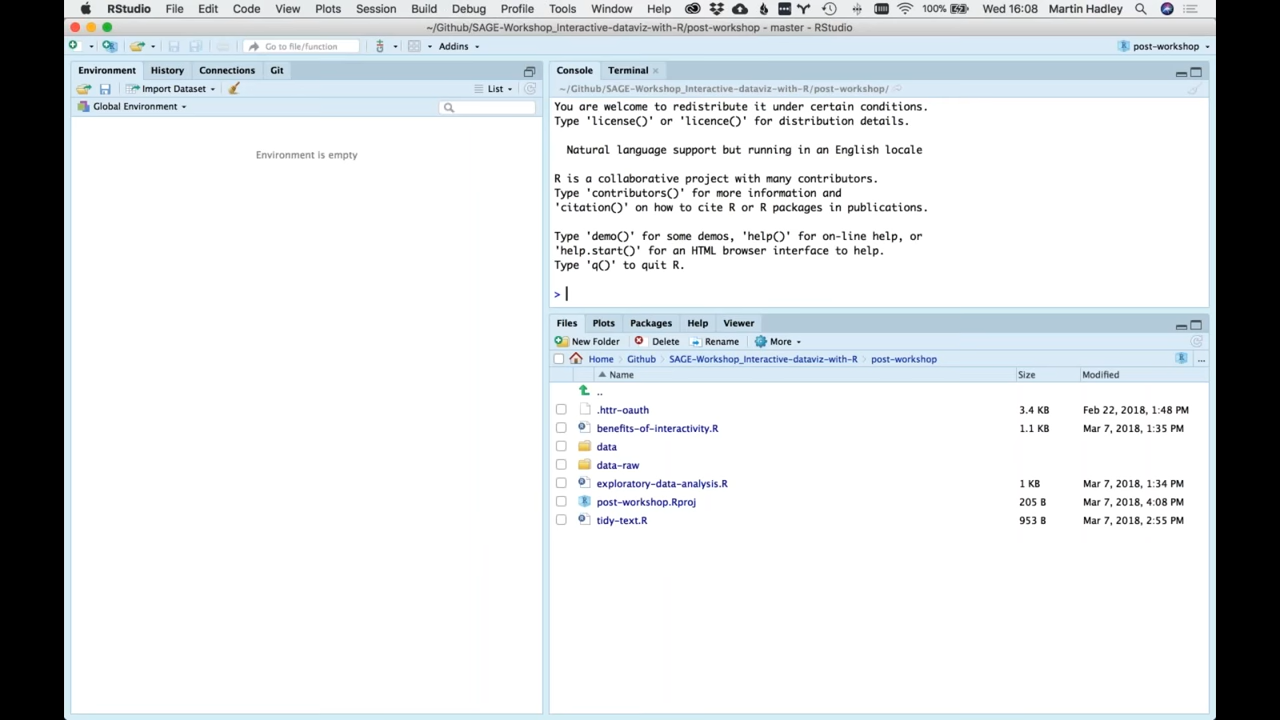 RStudio File Edit Code View Plots Session Build Debug Profile Tools Window Help 100% Wed 16:08 Martin Hadley
~/Github/SAGE-Workshop_Interactive-dataviz-with-R/post-workshop - master - RStudio
Go to file/function Addins post-workshop
Environment History Connections Git
Import Dataset List
Global Environment
Environment is empty
Console Terminal
~/Github/SAGE-Workshop_Interactive-dataviz-with-R/post-workshop/
You are welcome to redistribute it under certain conditions.
Type 'license()' or 'licence()' for distribution details.
Natural language support but running in an English locale
R is a collaborative project with many contributors.
Type 'contributors()' for more information and
'citation()' on how to cite R or R packages in publications.
Type 'demo()' for some demos, 'help()' for on-line help, or
'help.start()' for an HTML browser interface to help.
Type 'q()' to quit R.
>
Files Plots Packages Help Viewer
New Folder Delete Rename More
Home Github SAGE-Workshop_Interactive-dataviz-with-R post-workshop ...
Name Size Modified
..
.httr-oauth 3.4 KB Feb 22, 2018, 1:48 PM
benefits-of-interactivity.R 1.1 KB Mar 7, 2018, 1:35 PM
data
data-raw
exploratory-data-analysis.R 1 KB Mar 7, 2018, 1:34 PM
post-workshop.Rproj 205 B Mar 7, 2018, 4:08 PM
tidy-text.R 953 B Mar 7, 2018, 2:55 PM